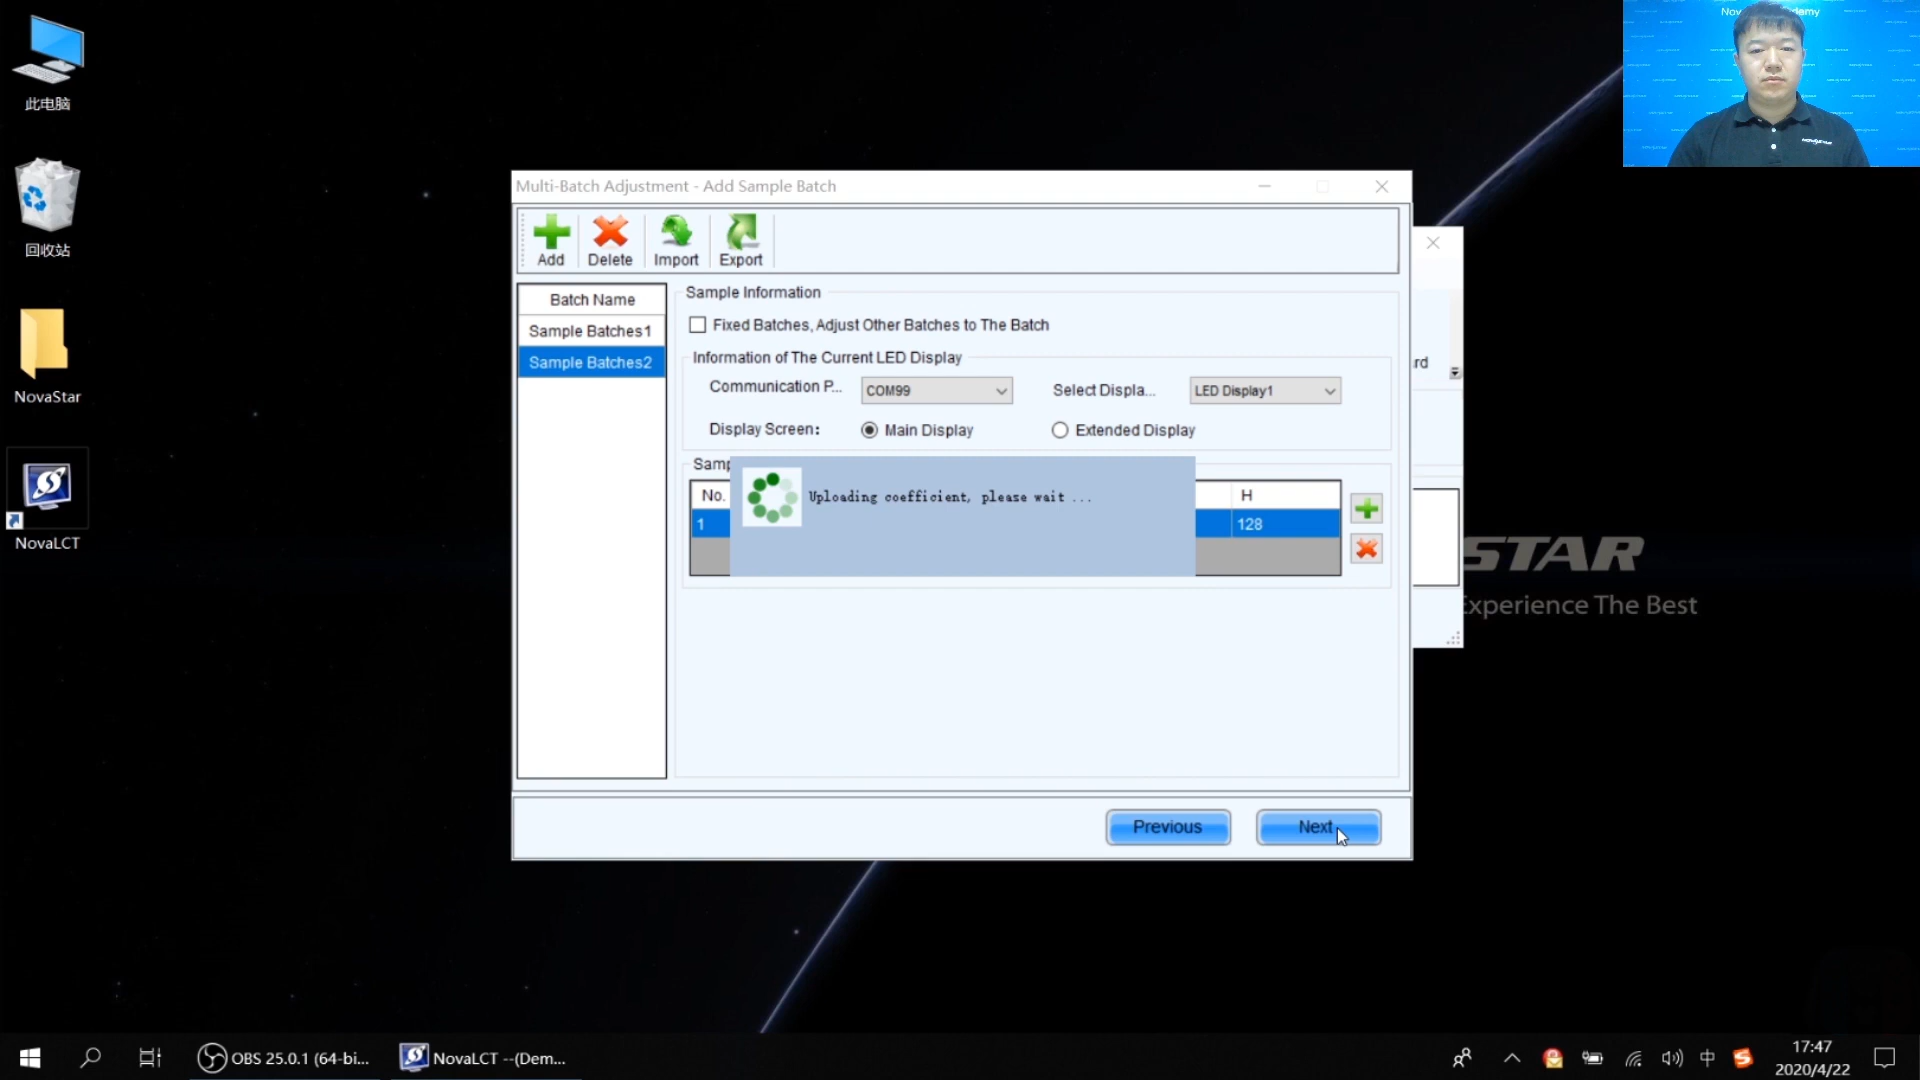 此电脑
回收站
NovaStar
NovaLCT
Multi-Batch Adjustment - Add Sample Batch
Add
Delete
Import
Export
Batch Name
Sample Batches1
Sample Batches2
Sample Information
Fixed Batches, Adjust Other Batches to The Batch
Information of The Current LED Display
Communication P...
COM99
Select Displa...
LED Display1
Display Screen:
Main Display
Extended Display
Samp
No.
H
1
128
Uploading coefficient, please wait ...
Previous
Next
rd
STAR
Experience The Best
OBS 25.0.1 (64-bi...
NovaLCT --(Dem...
中
17:47
2020/4/22